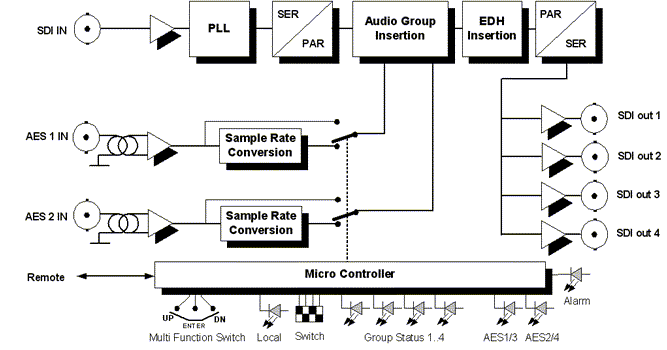 SDI IN
PLL
SER
PAR
Audio Group
Insertion
EDH
Insertion
PAR
SER
AES 1 IN
Sample Rate
Conversion
SDI out 1
SDI out 2
AES 2 IN
Sample Rate
Conversion
SDI out 3
SDI out 4
Remote
Micro Controller
Alarm
UP
ENTER
DN
Multi Function Switch
Local
Switch
Group Status 1..4
AES1/3
AES2/4